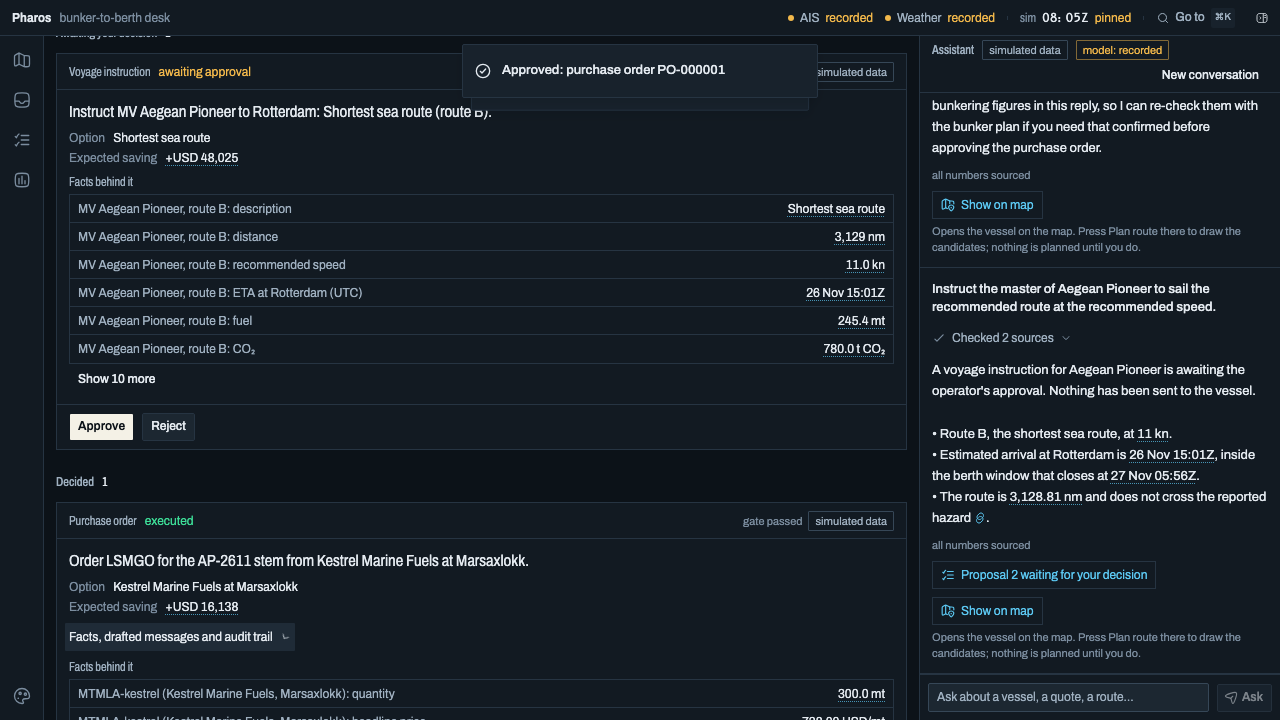 Pharos bunker-to-berth desk
AIS recorded Weather recorded sim 08:05Z pinned Go to ⌘K
Awaiting your decision
Voyage instruction awaiting approval simulated data
Approved: purchase order PO-000001
Instruct MV Aegean Pioneer to Rotterdam: Shortest sea route (route B).
Option Shortest sea route
Expected saving +USD 48,025
Facts behind it
MV Aegean Pioneer, route B: description Shortest sea route
MV Aegean Pioneer, route B: distance 3,129 nm
MV Aegean Pioneer, route B: recommended speed 11.0 kn
MV Aegean Pioneer, route B: ETA at Rotterdam (UTC) 26 Nov 15:01Z
MV Aegean Pioneer, route B: fuel 245.4 mt
MV Aegean Pioneer, route B: CO₂ 780.0 t CO₂
Show 10 more
Approve Reject
Decided 1
Purchase order executed gate passed simulated data
Order LSMGO for the AP-2611 stem from Kestrel Marine Fuels at Marsaxlokk.
Option Kestrel Marine Fuels at Marsaxlokk
Expected saving +USD 16,138
Facts, drafted messages and audit trail
Facts behind it
MTMLA-kestrel (Kestrel Marine Fuels, Marsaxlokk): quantity 300.0 mt
Assistant simulated data model: recorded
New conversation
bunkering figures in this reply, so I can re-check them with
the bunker plan if you need that confirmed before
approving the purchase order.
all numbers sourced
Show on map
Opens the vessel on the map. Press Plan route there to draw the
candidates; nothing is planned until you do.
Instruct the master of Aegean Pioneer to sail the
recommended route at the recommended speed.
Checked 2 sources
A voyage instruction for Aegean Pioneer is awaiting the
operator's approval. Nothing has been sent to the vessel.
• Route B, the shortest sea route, at 11 kn.
• Estimated arrival at Rotterdam is 26 Nov 15:01Z, inside
the berth window that closes at 27 Nov 05:56Z.
• The route is 3,128.81 nm and does not cross the reported
hazard.
all numbers sourced
Proposal 2 waiting for your decision
Show on map
Opens the vessel on the map. Press Plan route there to draw the
candidates; nothing is planned until you do.
Ask about a vessel, a quote, a route... Ask